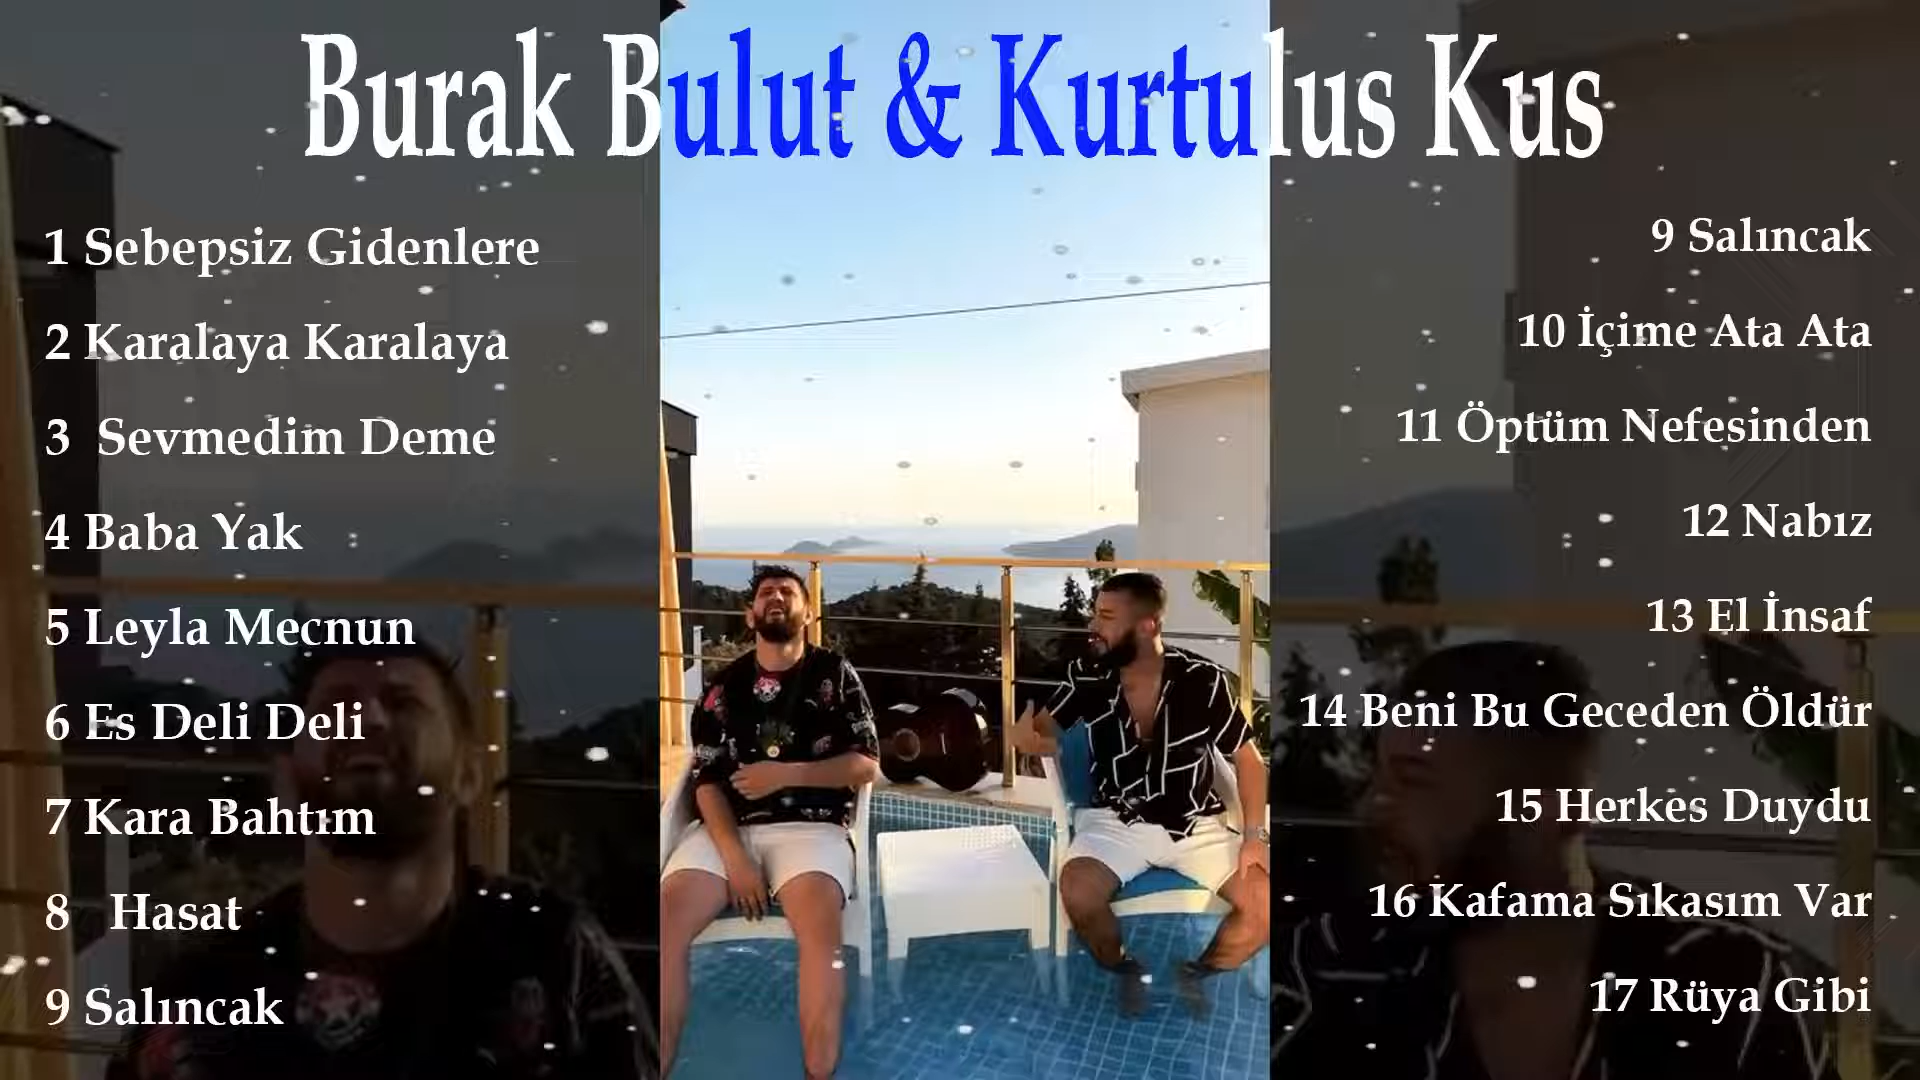 Burak Bulut & Kurtulus Kus
1 Sebepsiz Gidenlere
2 Karalaya Karalaya
3 Sevmedim Deme
4 Baba Yak
5 Leyla Mecnun
6 Es Deli Deli
7 Kara Bahtım
8 Hasat
9 Salıncak
9 Salıncak
10 İçime Ata Ata
11 Öptüm Nefesinden
12 Nabız
13 El İnsaf
14 Beni Bu Geceden Öldür
15 Herkes Duydu
16 Kafama Sıkasım Var
17 Rüya Gibi